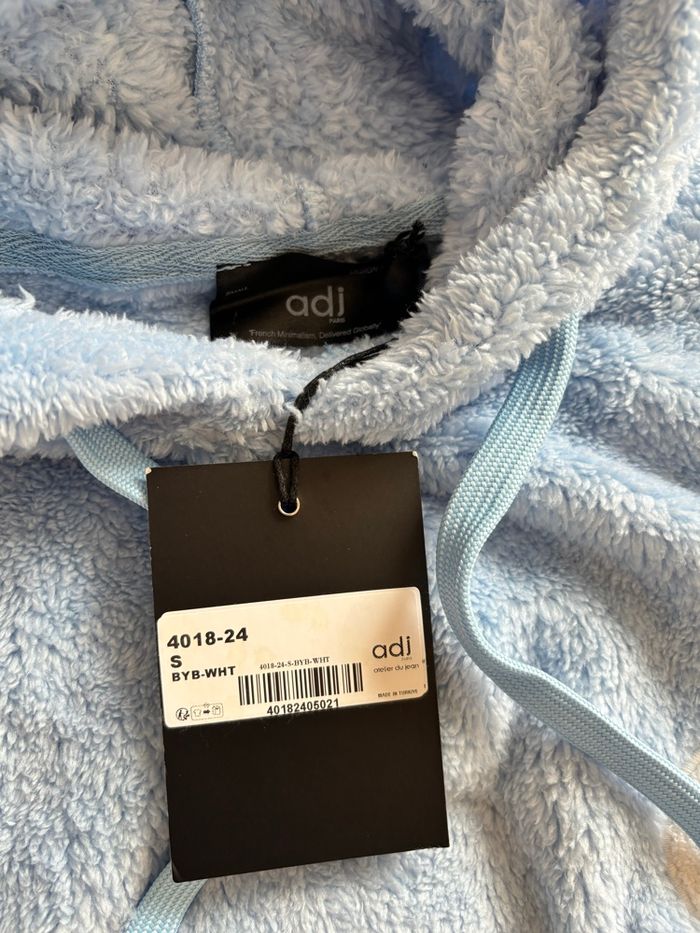 adj
PARIS
"French Minimalism, Delivered Globally"
4018-24
S
BYB-WHT
4018-24-S-BYB-WHT
40182405021
adj
PARIS
atelier du jean
MADE IN TURKIYE